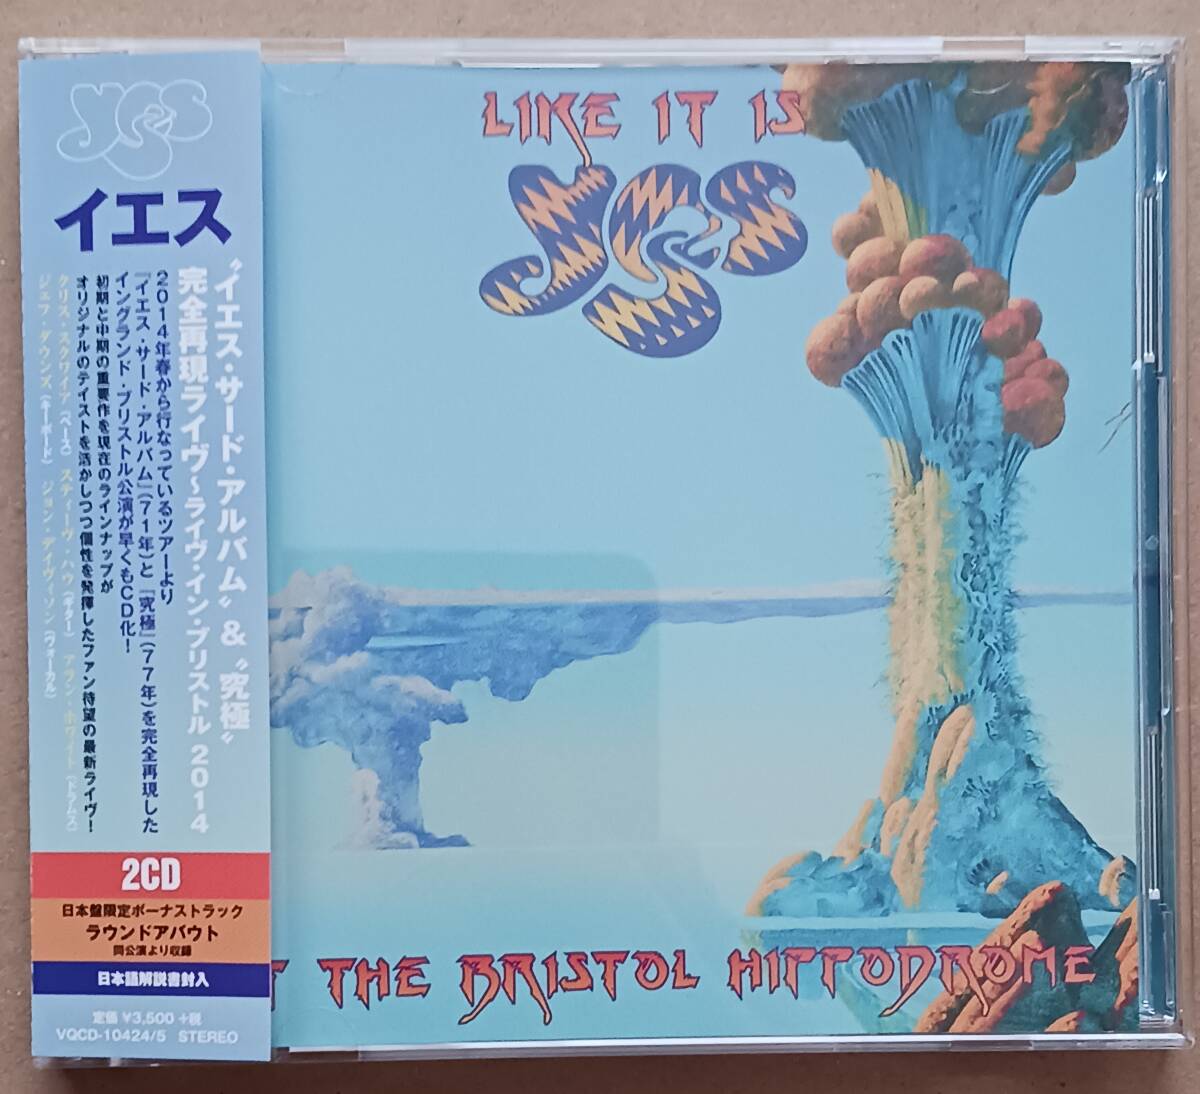 yes
イエス
“イエス・サード・アルバム” & “究極”
完全再現ライヴ〜ライヴ・イン・ブリストル 2014
2014年春から行なっているツアーより
『イエス・サード・アルバム』(71年)と『究極』(77年)を完全再現した
イングランド・ブリストル公演が早くもCD化!
初期と中期の重要作を現在のラインナップが
オリジナルのテイストを活かしつつ個性を発揮したファン待望の最新ライヴ!
クリス・スクワイア(ベース) スティーヴ・ハウ(ギター) アラン・ホワイト(ドラムス)
ジェフ・ダウンズ(キーボード) ジョン・デイヴィソン(ヴォーカル)
2CD
日本盤限定ボーナストラック
ラウンドアバウト
同公演より収録
日本語解説書封入
定価 ¥3,500 +税
VQCD-10424/5 STEREO
LIKE IT IS
yes
T THE BRISTOL HIPPODROME